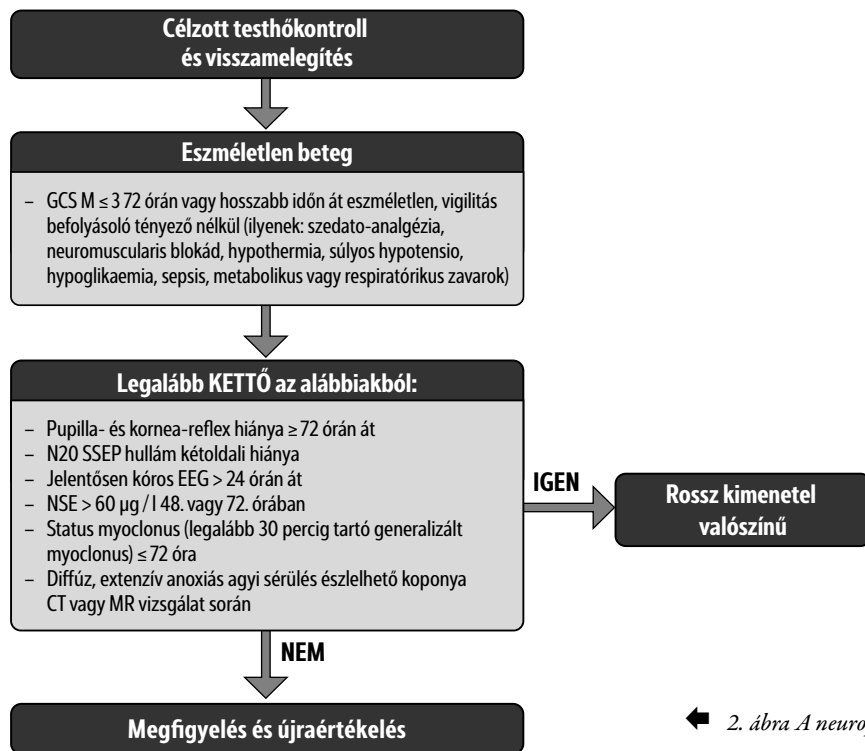 Célzott testhőkontroll
és visszamelegítés
Eszméletlen beteg
– GCS M ≤ 3 72 órán vagy hosszabb időn át eszméletlen, vigilitás
befolyásoló tényező nélkül (ilyenek: szedato-analgézia,
neuromuscularis blokád, hypothermia, súlyos hypotensio,
hypoglikaemia, sepsis, metabolikus vagy respiratórikus zavarok)
Legalább KETTŐ az alábbiakból:
– Pupilla- és kornea-reflex hiánya ≥ 72 órán át
– N20 SSEP hullám kétoldali hiánya
– Jelentősen kóros EEG > 24 órán át
– NSE > 60 µg / l 48. vagy 72. órában
– Status myoclonus (legalább 30 percig tartó generalizált
myoclonus) ≤ 72 óra
– Diffúz, extenzív anoxiás agyi sérülés észlelhető koponya
CT vagy MR vizsgálat során
IGEN
Rossz kimenetel
valószínű
NEM
Megfigyelés és újraértékelés
2. ábra A neuro